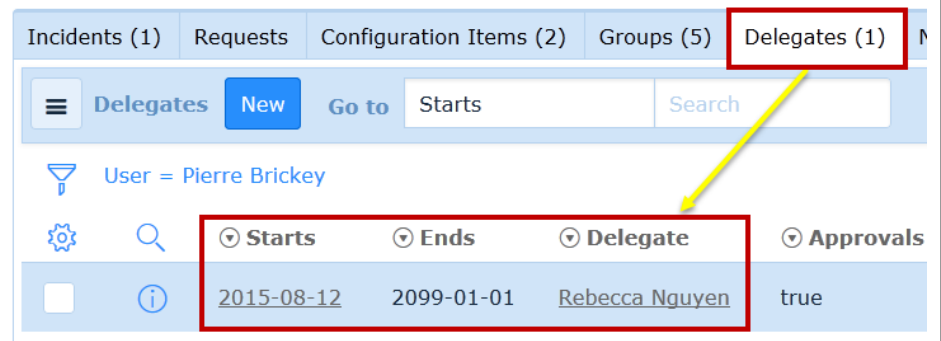 Incidents (1) Requests Configuration Items (2) Groups (5) Delegates (1)
Delegates New Go to Starts Search
User = Pierre Brickey
Starts Ends Delegate Approvals
2015-08-12 2099-01-01 Rebecca Nguyen true